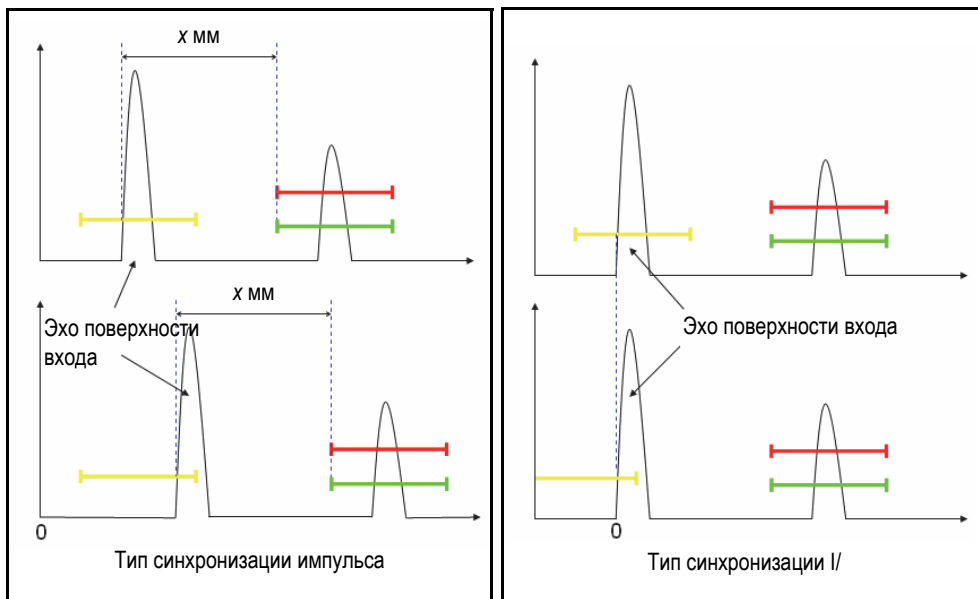 x мм
x мм
Эхо поверхности
входа
0
Тип синхронизации импульса
Эхо поверхности входа
0
Тип синхронизации I/